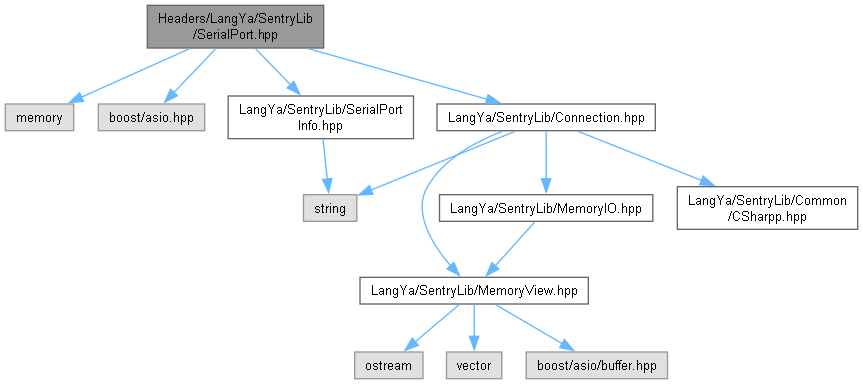 Headers/LangYa/SentryLib
/SerialPort.hpp
memory
boost/asio.hpp
LangYa/SentryLib/SerialPort
Info.hpp
LangYa/SentryLib/Connection.hpp
string
LangYa/SentryLib/MemoryIO.hpp
LangYa/SentryLib/Common
/CSharpp.hpp
LangYa/SentryLib/MemoryView.hpp
ostream
vector
boost/asio/buffer.hpp